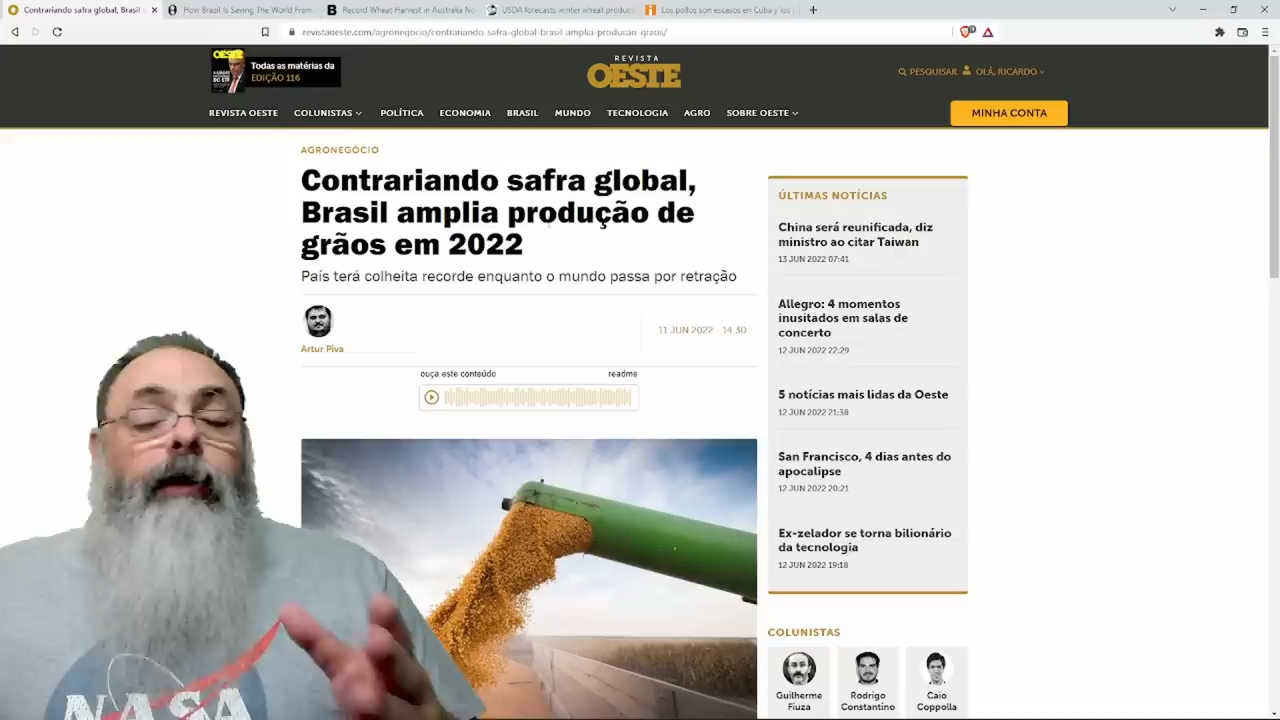 Contrariando safra global, Brasil
How Brazil Is Saving The World From
Record Wheat Harvest in Australia No
USDA forecasts winter wheat produc
Los pollos son escasos en Cuba y los
revistaoeste.com/agronegocio/contrariando-safra-global-brasil-amplia-producao-graos/
OESTE
Todas as matérias da
EDIÇÃO 116
REVISTA
OESTE
PESQUISAR
OLÁ, RICARDO
REVISTA OESTE
COLUNISTAS
POLÍTICA
ECONOMIA
BRASIL
MUNDO
TECNOLOGIA
AGRO
SOBRE OESTE
MINHA CONTA
AGRONEGÓCIO
Contrariando safra global,
Brasil amplia produção de
grãos em 2022
País terá colheita recorde enquanto o mundo passa por retração
Artur Piva
11 JUN 2022 - 14:30
ouça este conteúdo
readme
ÚLTIMAS NOTÍCIAS
China será reunificada, diz
ministro ao citar Taiwan
13 JUN 2022 07:41
Allegro: 4 momentos
inusitados em salas de
concerto
12 JUN 2022 22:29
5 notícias mais lidas da Oeste
12 JUN 2022 21:38
San Francisco, 4 dias antes do
apocalipse
12 JUN 2022 20:21
Ex-zelador se torna bilionário
da tecnologia
12 JUN 2022 19:18
COLUNISTAS
Guilherme
Fiuza
Rodrigo
Constantino
Caio
Coppolla
NASA